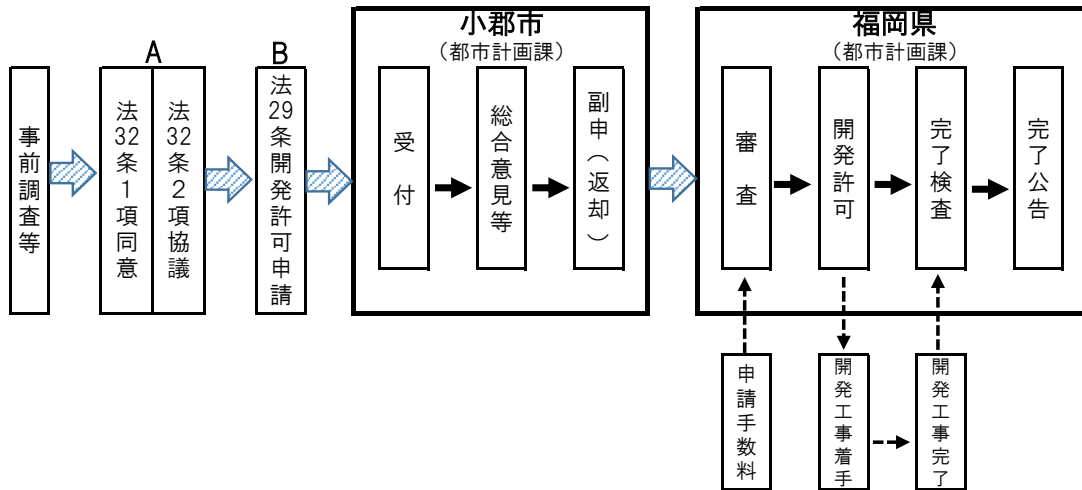 A
B
小郡市
（都市計画課）
福岡県
（都市計画課）
事前調査等
法32条1項同意
法32条2項協議
法29条開発許可申請
受付
総合意見等
副申（返却）
審査
開発許可
完了検査
完了公告
申請手数料
開発工事着手
開発工事完了